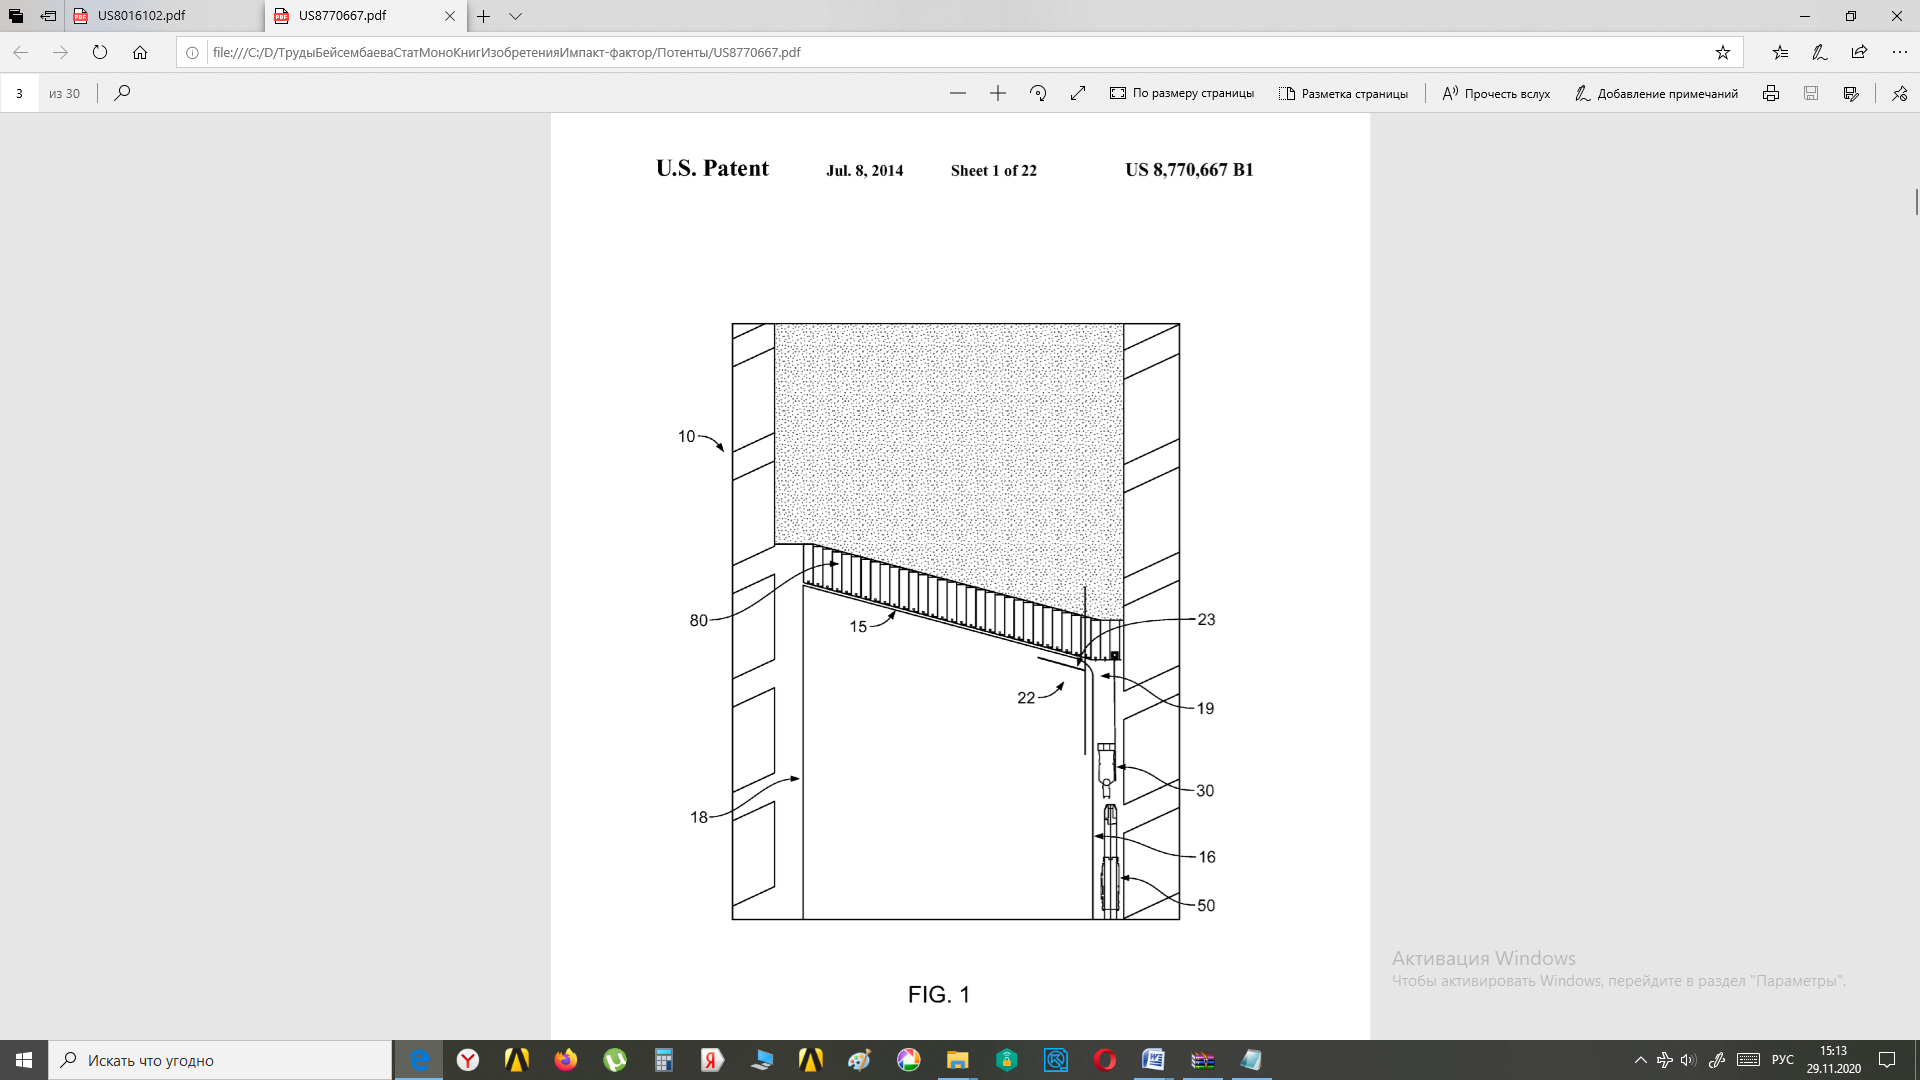 US8016102.pdf
US8770667.pdf
file:///C:/D/ТрудыБейсембаеваСтатМоноКнигИзобретенияИмпакт-фактор/Потенты/US8770667.pdf
3 из 30
По размеру страницы
Разметка страницы
Прочесть вслух
Добавление примечаний
U.S. Patent Jul. 8, 2014 Sheet 1 of 22 US 8,770,667 B1
10
80
15
23
22
19
30
18
16
50
FIG. 1
Активация Windows
Чтобы активировать Windows, перейдите в раздел "Параметры".
Искать что угодно
РУС
15:13
29.11.2020